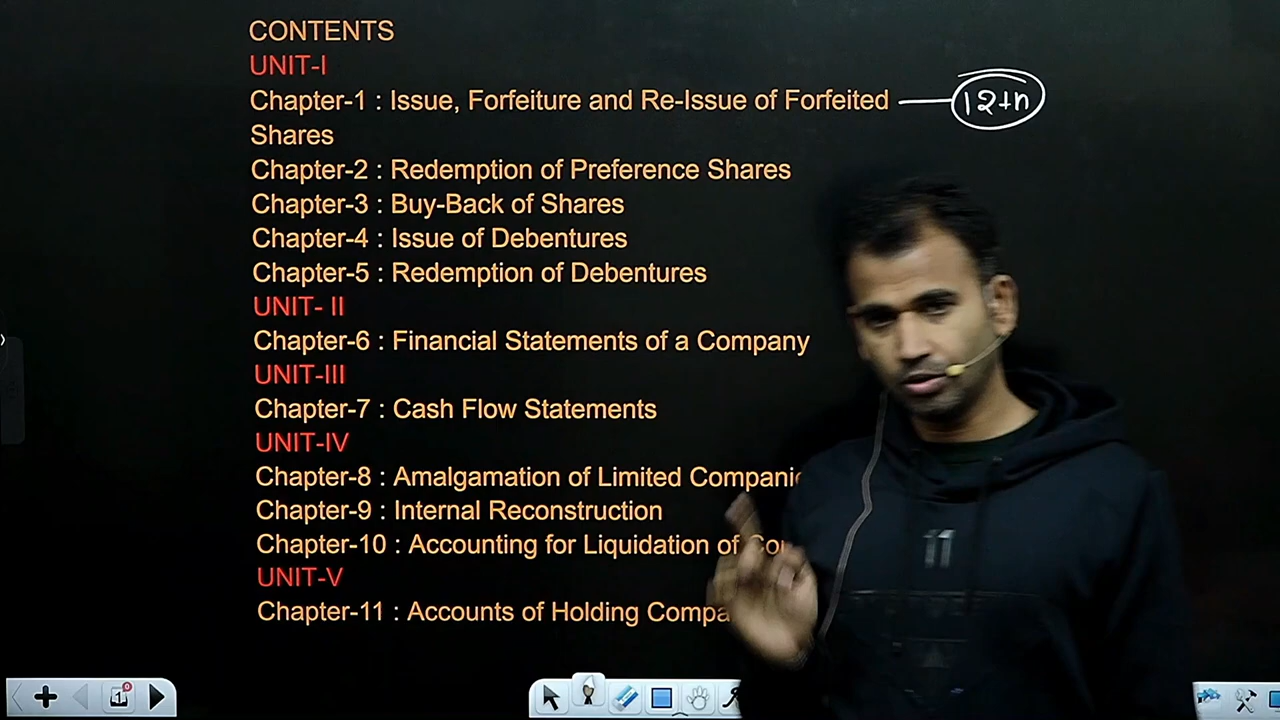 CONTENTS
UNIT-I
Chapter-1 : Issue, Forfeiture and Re-Issue of Forfeited
Shares
12th
Chapter-2 : Redemption of Preference Shares
Chapter-3 : Buy-Back of Shares
Chapter-4 : Issue of Debentures
Chapter-5 : Redemption of Debentures
UNIT- II
Chapter-6 : Financial Statements of a Company
UNIT-III
Chapter-7 : Cash Flow Statements
UNIT-IV
Chapter-8 : Amalgamation of Limited
Chapter-9 : Internal Reconstruction
Chapter-10 : Accounting for Liquidation of
UNIT-V
Chapter-11 : Accounts of Holding